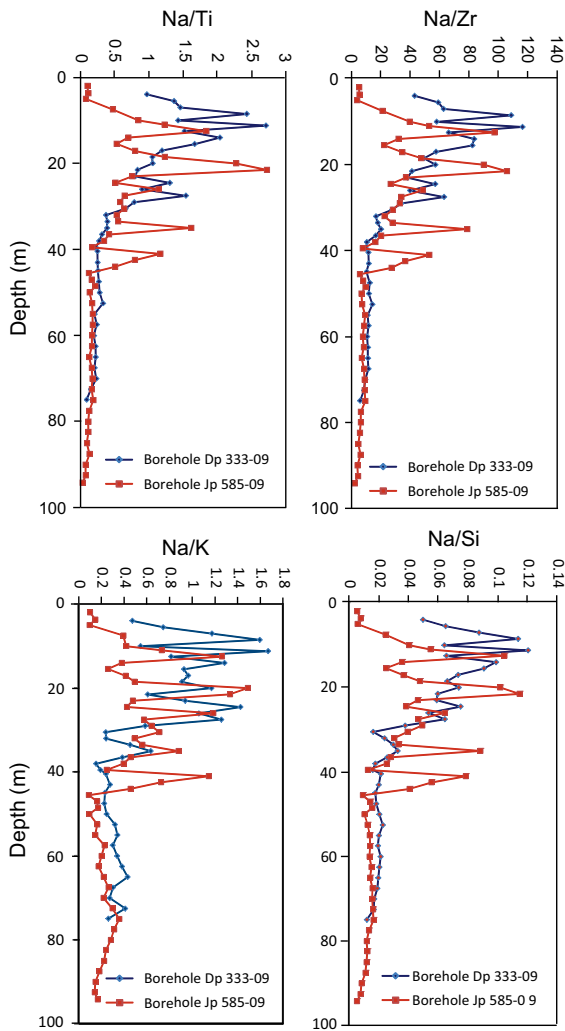 Na/Ti
0 0.5 1 1.5 2 2.5 3
0
20
40
60
80
100
Depth (m)
Borehole Dp 333-09
Borehole Jp 585-09
Na/Zr
0 20 40 60 80 100 120 140
0
20
40
60
80
100
Borehole Dp 333-09
Borehole Jp 585-09
Na/K
0 0.2 0.4 0.6 0.8 1 1.2 1.4 1.6 1.8
0
20
40
60
80
100
Depth (m)
Borehole Dp 333-09
Borehole Jp 585-09
Na/Si
0 0.02 0.04 0.06 0.08 0.1 0.12 0.14
0
20
40
60
80
100
Borehole Dp 333-09
Borehole Jp 585-0 9